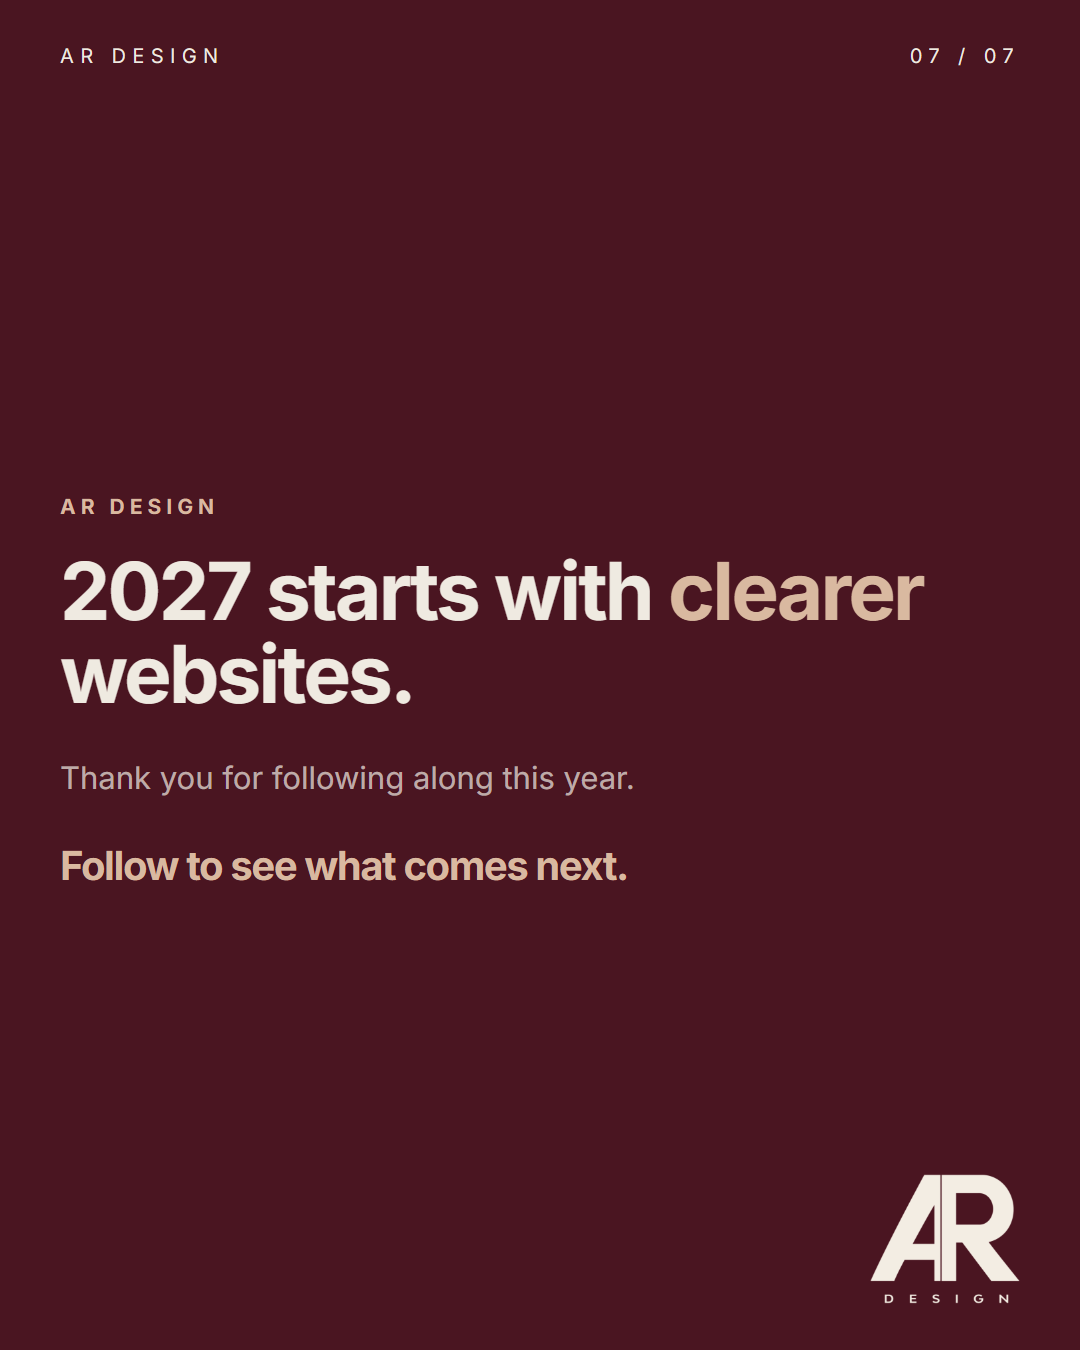 AR DESIGN
07 / 07
AR DESIGN
2027 starts with clearer
websites.
Thank you for following along this year.
Follow to see what comes next.
AR
DESIGN